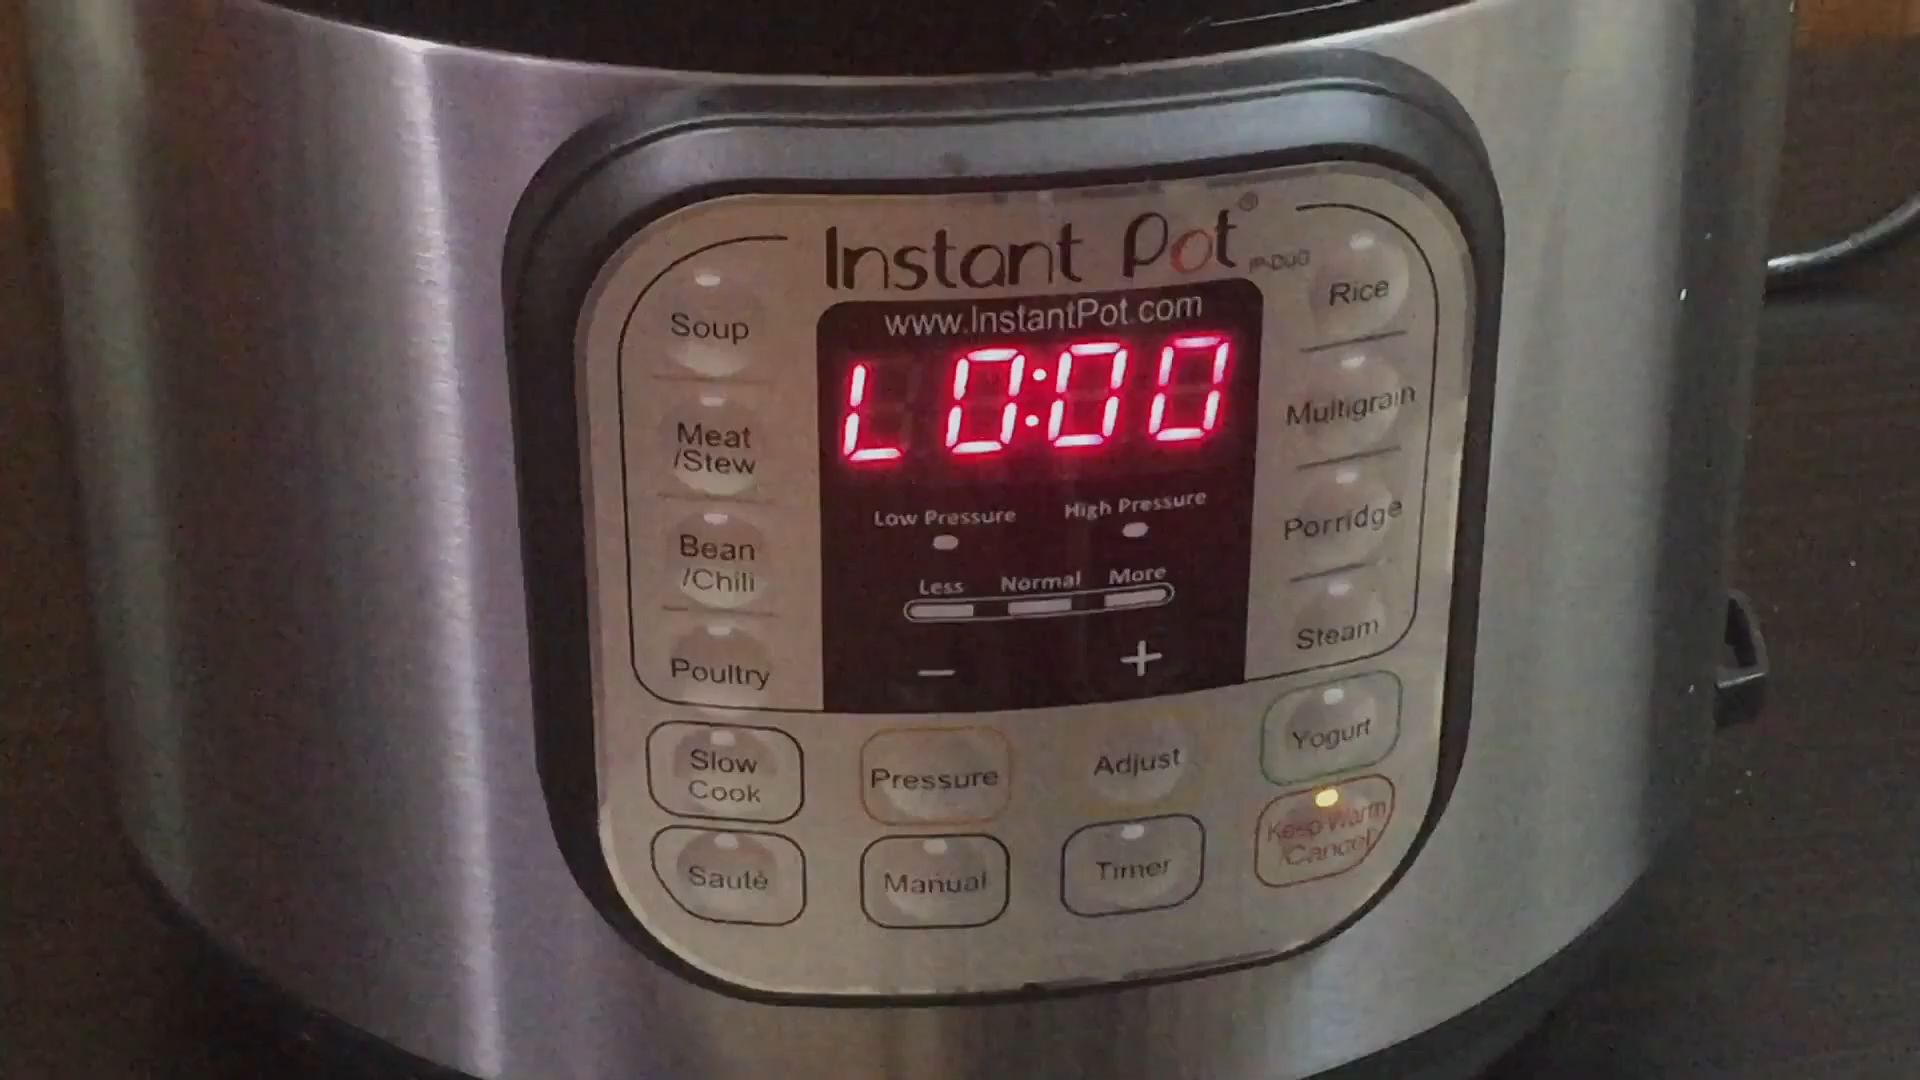 Instant Pot® IP-DUO
www.InstantPot.com
L0:00
Low Pressure High Pressure
Less Normal More
− +
Soup
Meat
/Stew
Bean
/Chili
Poultry
Rice
Multigrain
Porridge
Steam
Slow
Cook
Pressure
Adjust
Yogurt
Sauté
Manual
Timer
Keep Warm
/Cancel